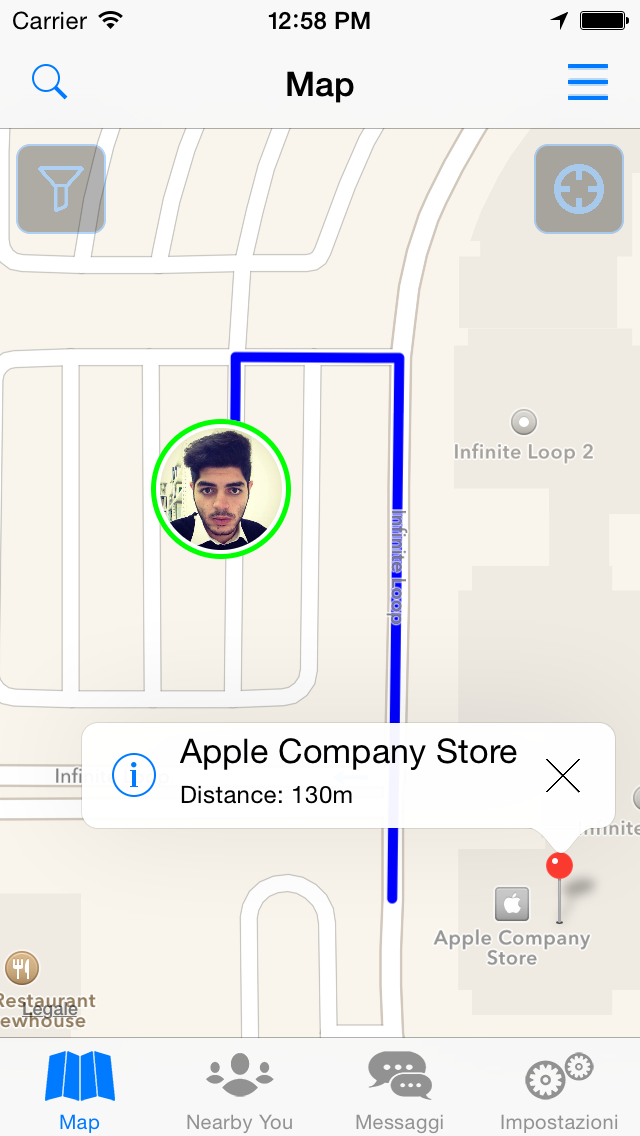 Carrier 12:58 PM
Map
Infinite Loop 2
Infinite Loop
Apple Company Store
Distance: 130m
Infi
nfinite
Apple Company
Store
Restaurant
ewhouse
Legale
Map Nearby You Messaggi Impostazioni